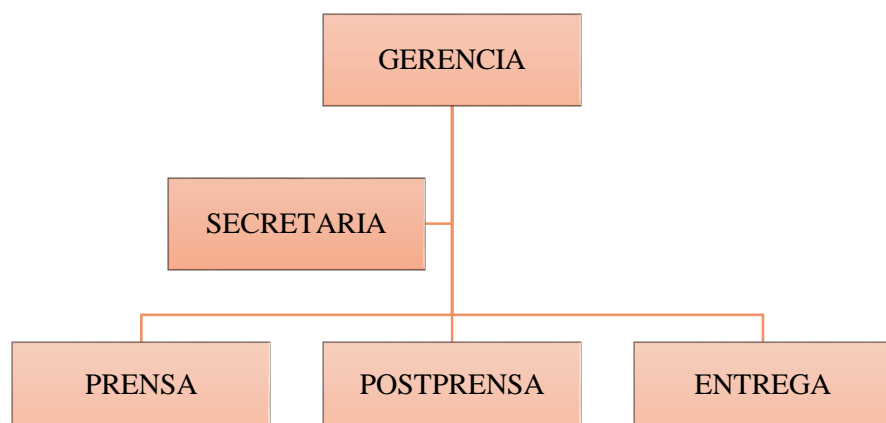 GERENCIA
SECRETARIA
PRENSA
POSTPRENSA
ENTREGA